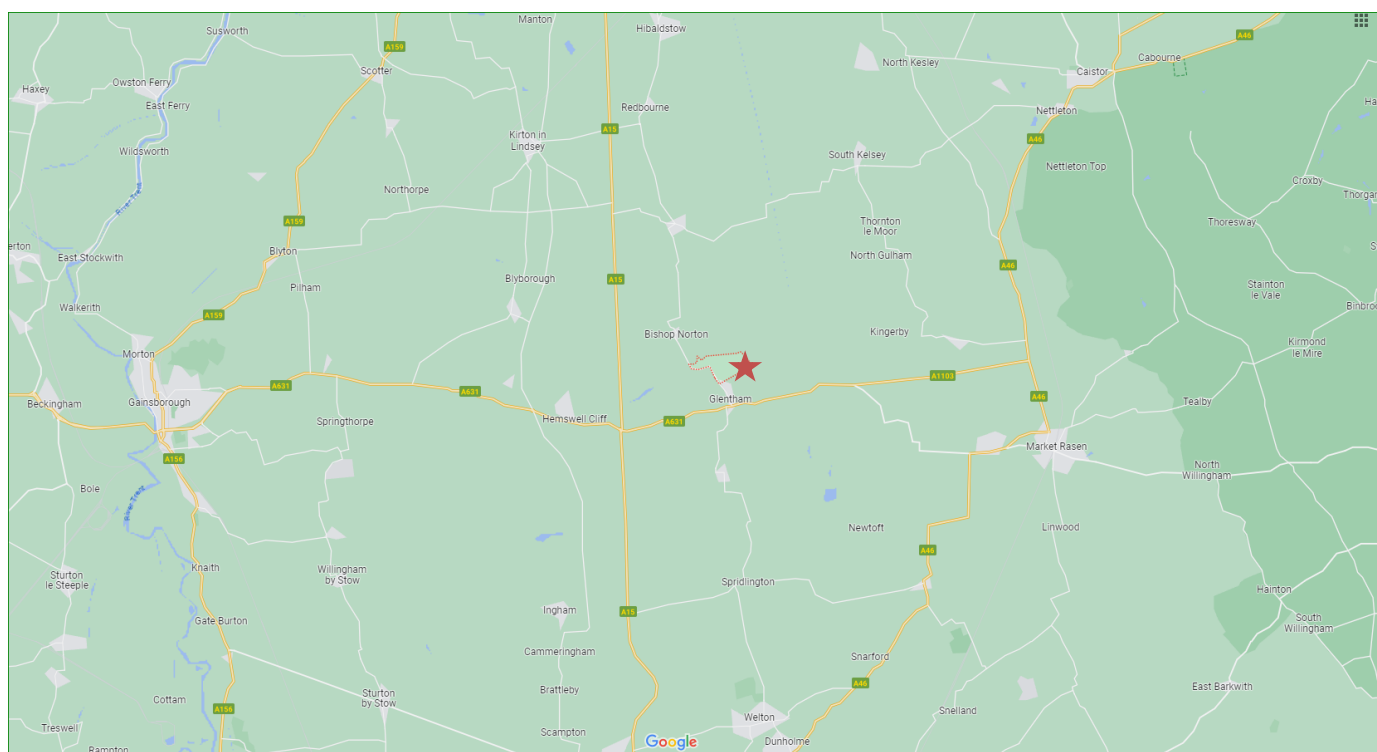 Manton
Hibaldstow
Susworth
A159
A46
Scotter
North Kelsey
Cabourne
Caistor
Haxey
Owston Ferry
East Ferry
Redbourne
Nettleton
A15
Kirton in
Lindsey
A46
Wildsworth
South Kelsey
Nettleton Top
Northorpe
Croxby
River Trent
A159
Thornton
le Moor
Thoresway
Blyton
East Stockwith
North Gulham
A46
Pilham
Blyborough
A15
Stainton
le Vale
Walkerith
A159
Bishop Norton
Kingerby
Kirmond
le Mire
Morton
A631
A631
A1103
Beckingham
Gainsborough
Glentham
A46
Tealby
Springthorpe
Hemswell Cliff
A631
Market Rasen
A156
North
Willingham
Bole
River Trent
Newtoft
Linwood
A46
Knaith
Sturton
le Steeple
Willingham
by Stow
Spridlington
Hainton
Ingham
A15
Gate Burton
South
Willingham
Cammeringham
Snarford
A46
East Barkwith
Cottam
Sturton
by Stow
Brattleby
A156
Snelland
Treswell
Scampton
Welton
Google
Dunholme
Rampton